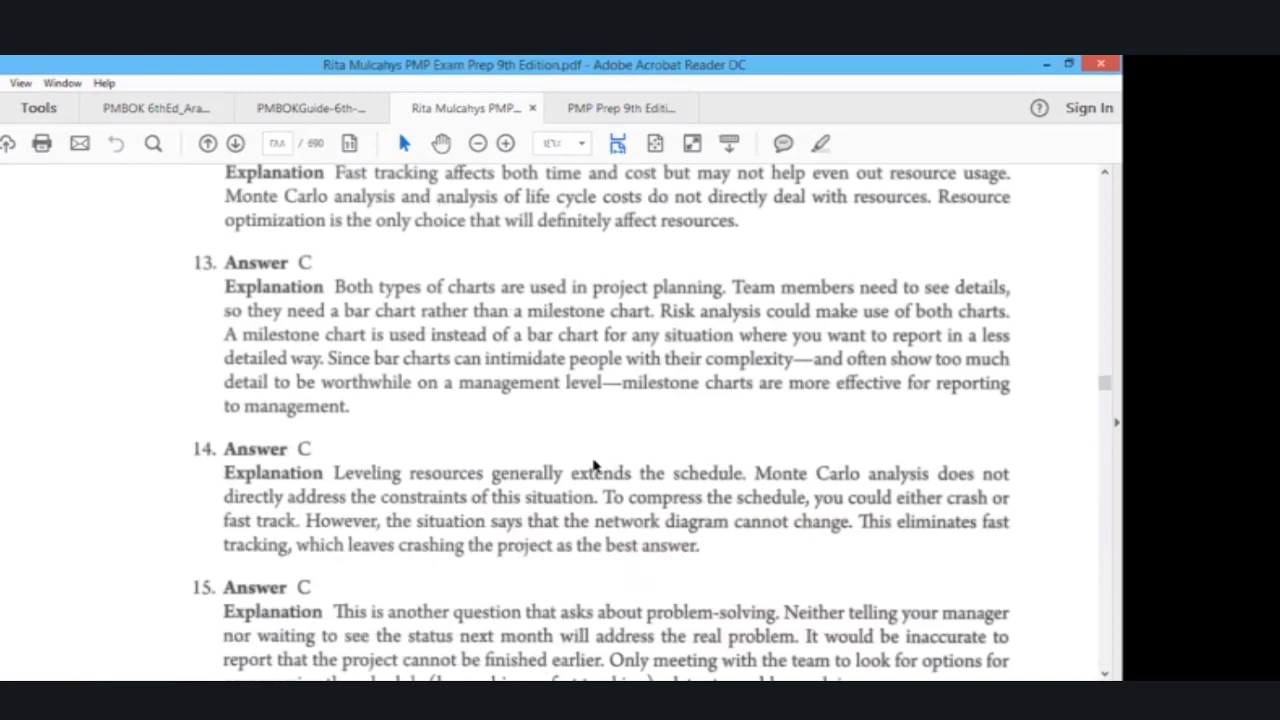 Rita Mulcahys PMP Exam Prep 9th Edition.pdf - Adobe Acrobat Reader DC
View Window Help
Tools PMBOK 6thEd_Ara... PMBOKGuide-6th-... Rita Mulcahys PMP... × PMP Prep 9th Editi... Sign In
/ 690
Explanation Fast tracking affects both time and cost but may not help even out resource usage.
Monte Carlo analysis and analysis of life cycle costs do not directly deal with resources. Resource
optimization is the only choice that will definitely affect resources.
13. Answer C
Explanation Both types of charts are used in project planning. Team members need to see details,
so they need a bar chart rather than a milestone chart. Risk analysis could make use of both charts.
A milestone chart is used instead of a bar chart for any situation where you want to report in a less
detailed way. Since bar charts can intimidate people with their complexity—and often show too much
detail to be worthwhile on a management level—milestone charts are more effective for reporting
to management.
14. Answer C
Explanation Leveling resources generally extends the schedule. Monte Carlo analysis does not
directly address the constraints of this situation. To compress the schedule, you could either crash or
fast track. However, the situation says that the network diagram cannot change. This eliminates fast
tracking, which leaves crashing the project as the best answer.
15. Answer C
Explanation This is another question that asks about problem-solving. Neither telling your manager
nor waiting to see the status next month will address the real problem. It would be inaccurate to
report that the project cannot be finished earlier. Only meeting with the team to look for options for